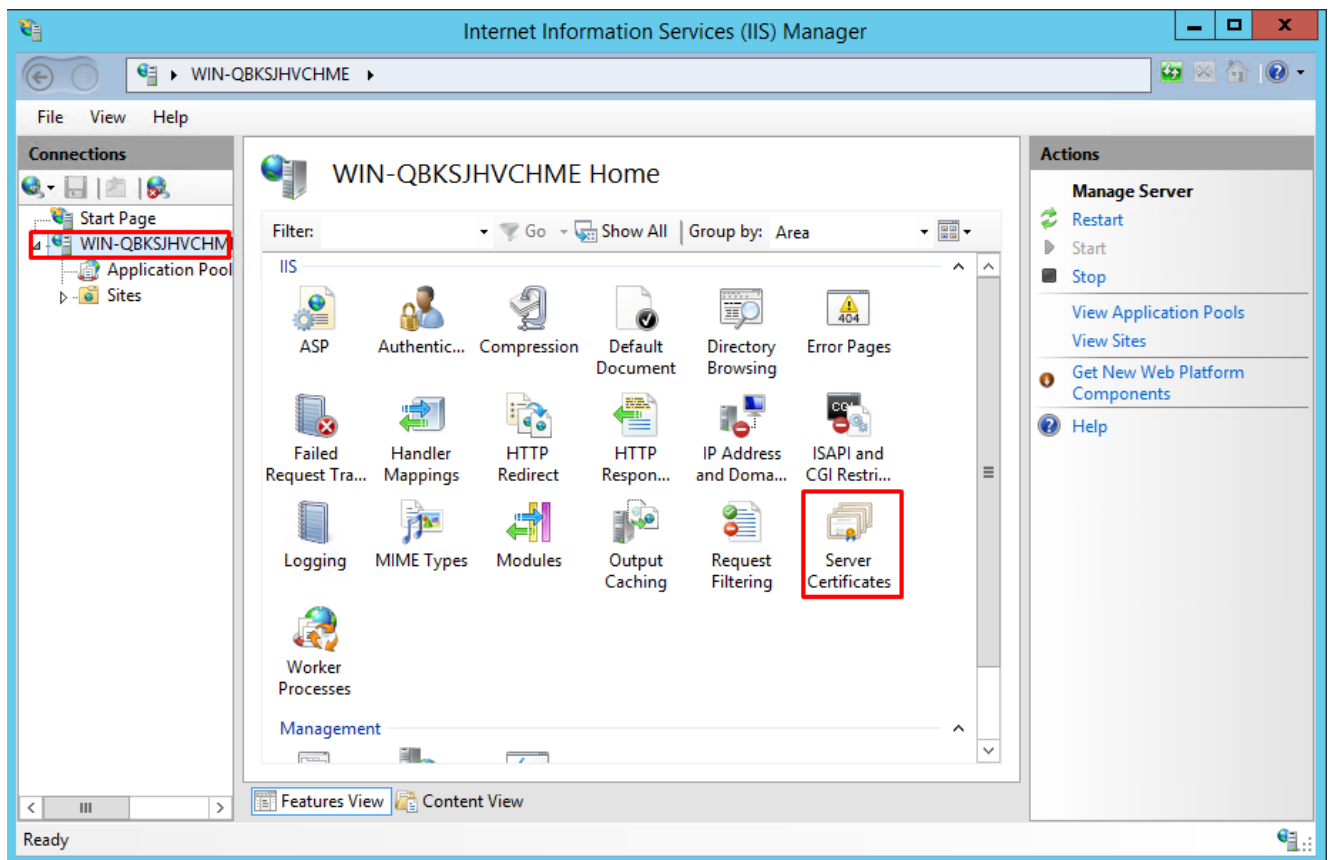 Internet Information Services (IIS) Manager
WIN-QBKSJHVCHME
File View Help
Connections
Start Page
WIN-QBKSJHVCHM
Application Pool
Sites
WIN-QBKSJHVCHME Home
Filter: Go Show All Group by: Area
IIS
ASP
Authentic...
Compression
Default
Document
Directory
Browsing
Error Pages
404
Failed
Request Tra...
Handler
Mappings
HTTP
Redirect
HTTP
Respon...
IP Address
and Doma...
CGI
ISAPI and
CGI Restri...
Logging
MIME Types
Modules
Output
Caching
Request
Filtering
Server
Certificates
Worker
Processes
Management
Features View Content View
Actions
Manage Server
Restart
Start
Stop
View Application Pools
View Sites
Get New Web Platform
Components
Help
Ready